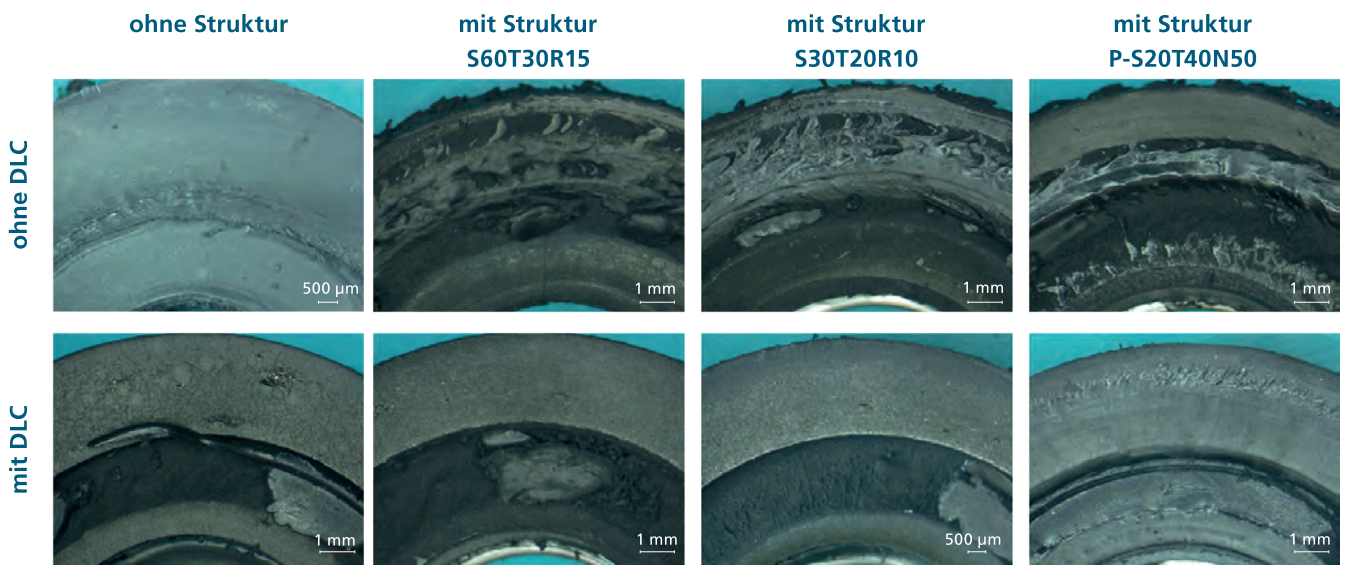 ohne Struktur
mit Struktur
S60T30R15
mit Struktur
S30T20R10
mit Struktur
P-S20T40N50
ohne DLC
500 µm
1 mm
1 mm
1 mm
mit DLC
1 mm
1 mm
500 µm
1 mm